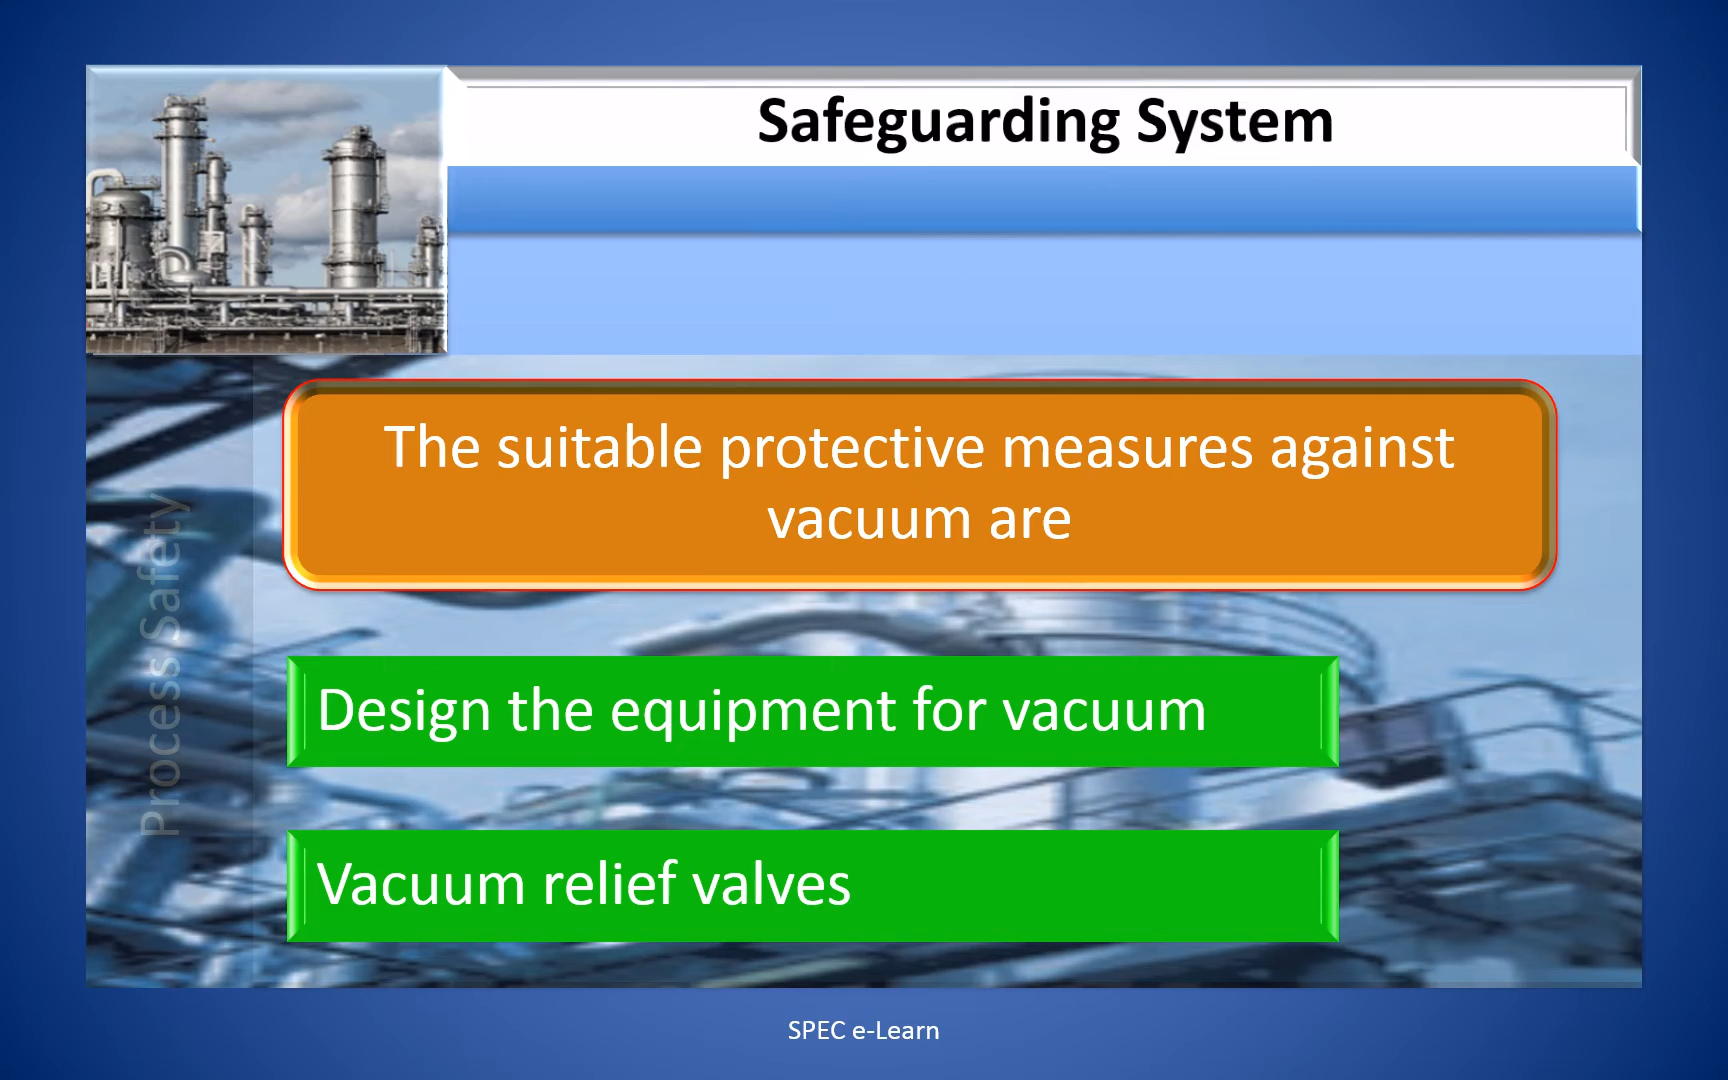 Safeguarding System
The suitable protective measures against
vacuum are
Process Safety
Design the equipment for vacuum
Vacuum relief valves
SPEC e-Learn